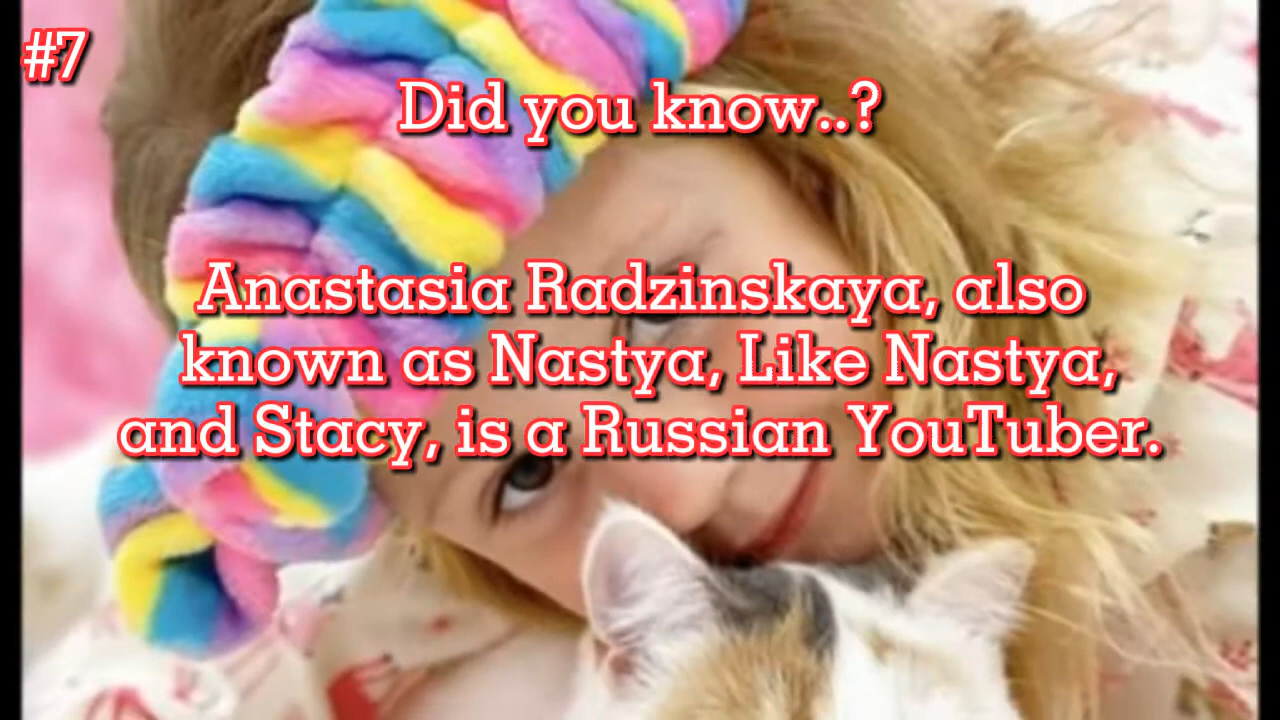 #7
Did you know..?
Anastasia Radzinskaya, also
known as Nastya, Like Nastya,
and Stacy, is a Russian YouTuber.